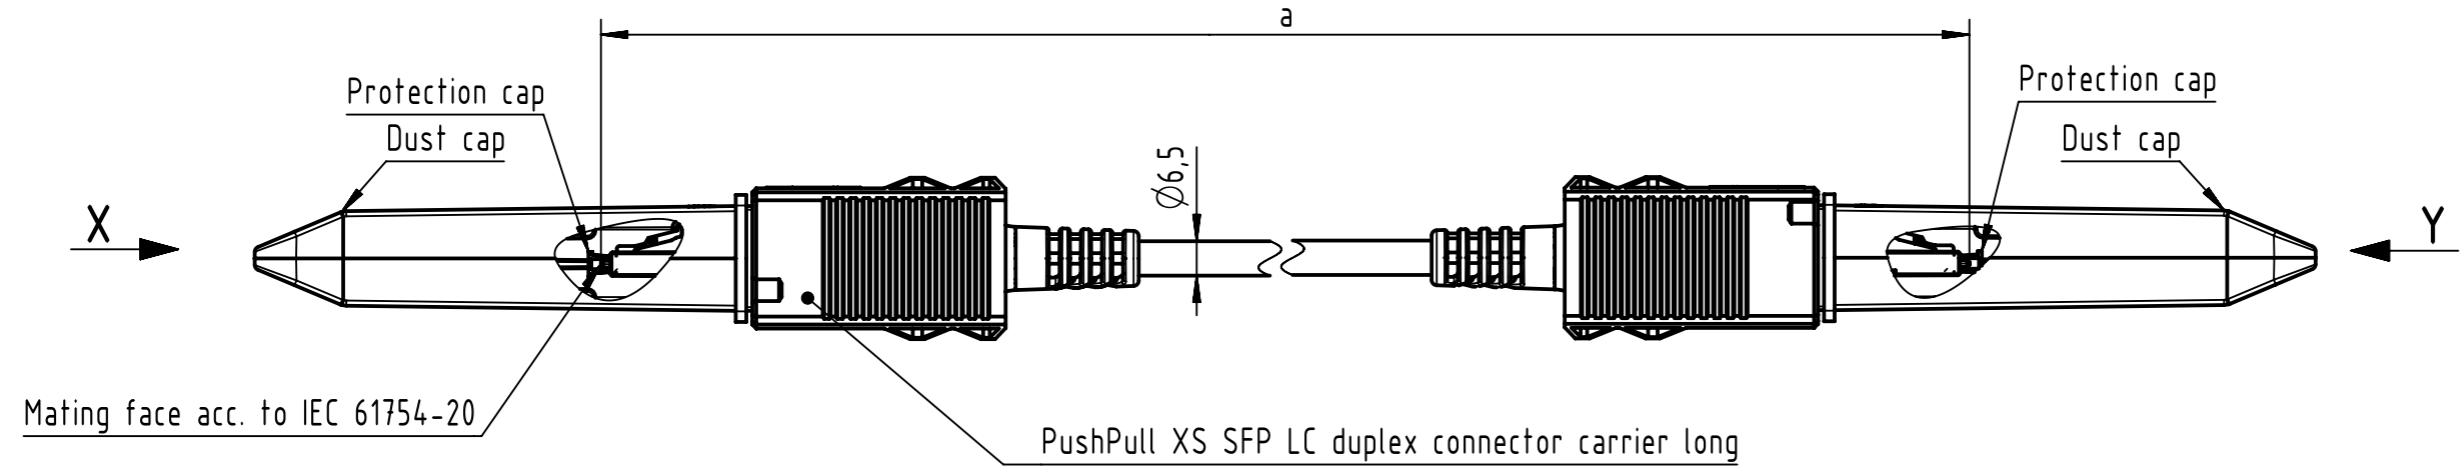 a
Protection cap
Protection cap
Dust cap
Dust cap
Ø6,5
X
Y
Mating face acc. to IEC 61754-20
PushPull XS SFP LC duplex connector carrier long